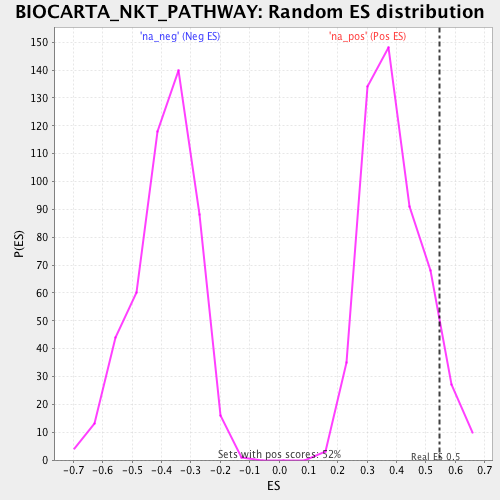 BIOCARTA_NKT_PATHWAY: Random ES distribution
'na_neg' (Neg ES)
'na_pos' (Pos ES)
150
140
130
120
110
100
90
80
70
60
50
40
30
20
10
0
P(ES)
Sets with pos scores: 52%
Real ES 0.5
-0.7 -0.6 -0.5 -0.4 -0.3 -0.2 -0.1 0.0 0.1 0.2 0.3 0.4 0.5 0.6 0.7
ES